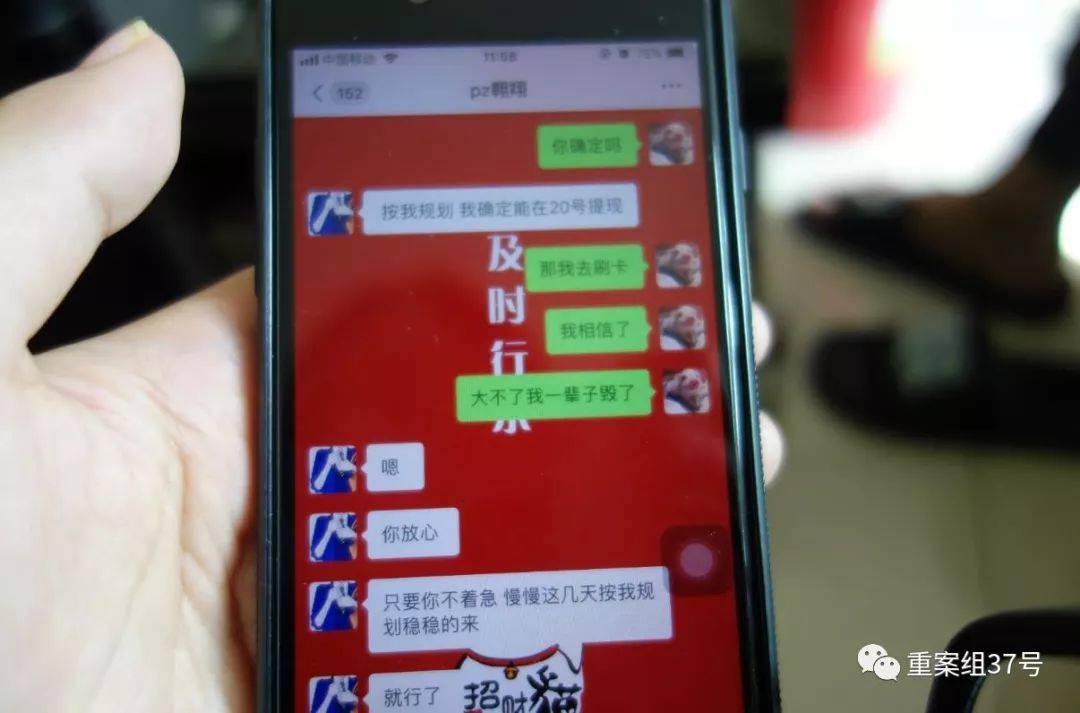 中国移动
11:58
75%
152
pz翱翔
你确定吗
按我规划 我确定能在20号提现
及时行乐
那我去刷卡
我相信了
大不了我一辈子毁了
嗯
你放心
只要你不着急 慢慢这几天按我规
划稳稳的来
就行了
招财猫
重案组37号